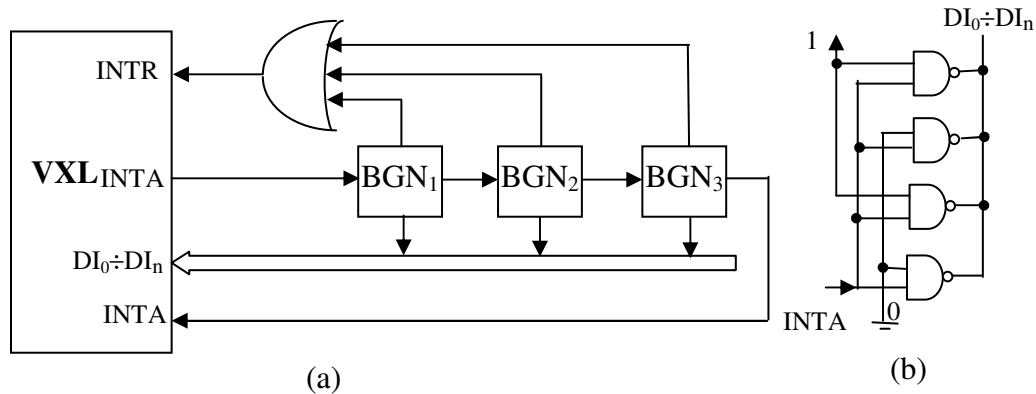 DI₀÷DIₙ
1
INTR
VXL INTA
BGN₁
BGN₂
BGN₃
DI₀÷DIₙ
INTA
INTA
0
(a)
(b)